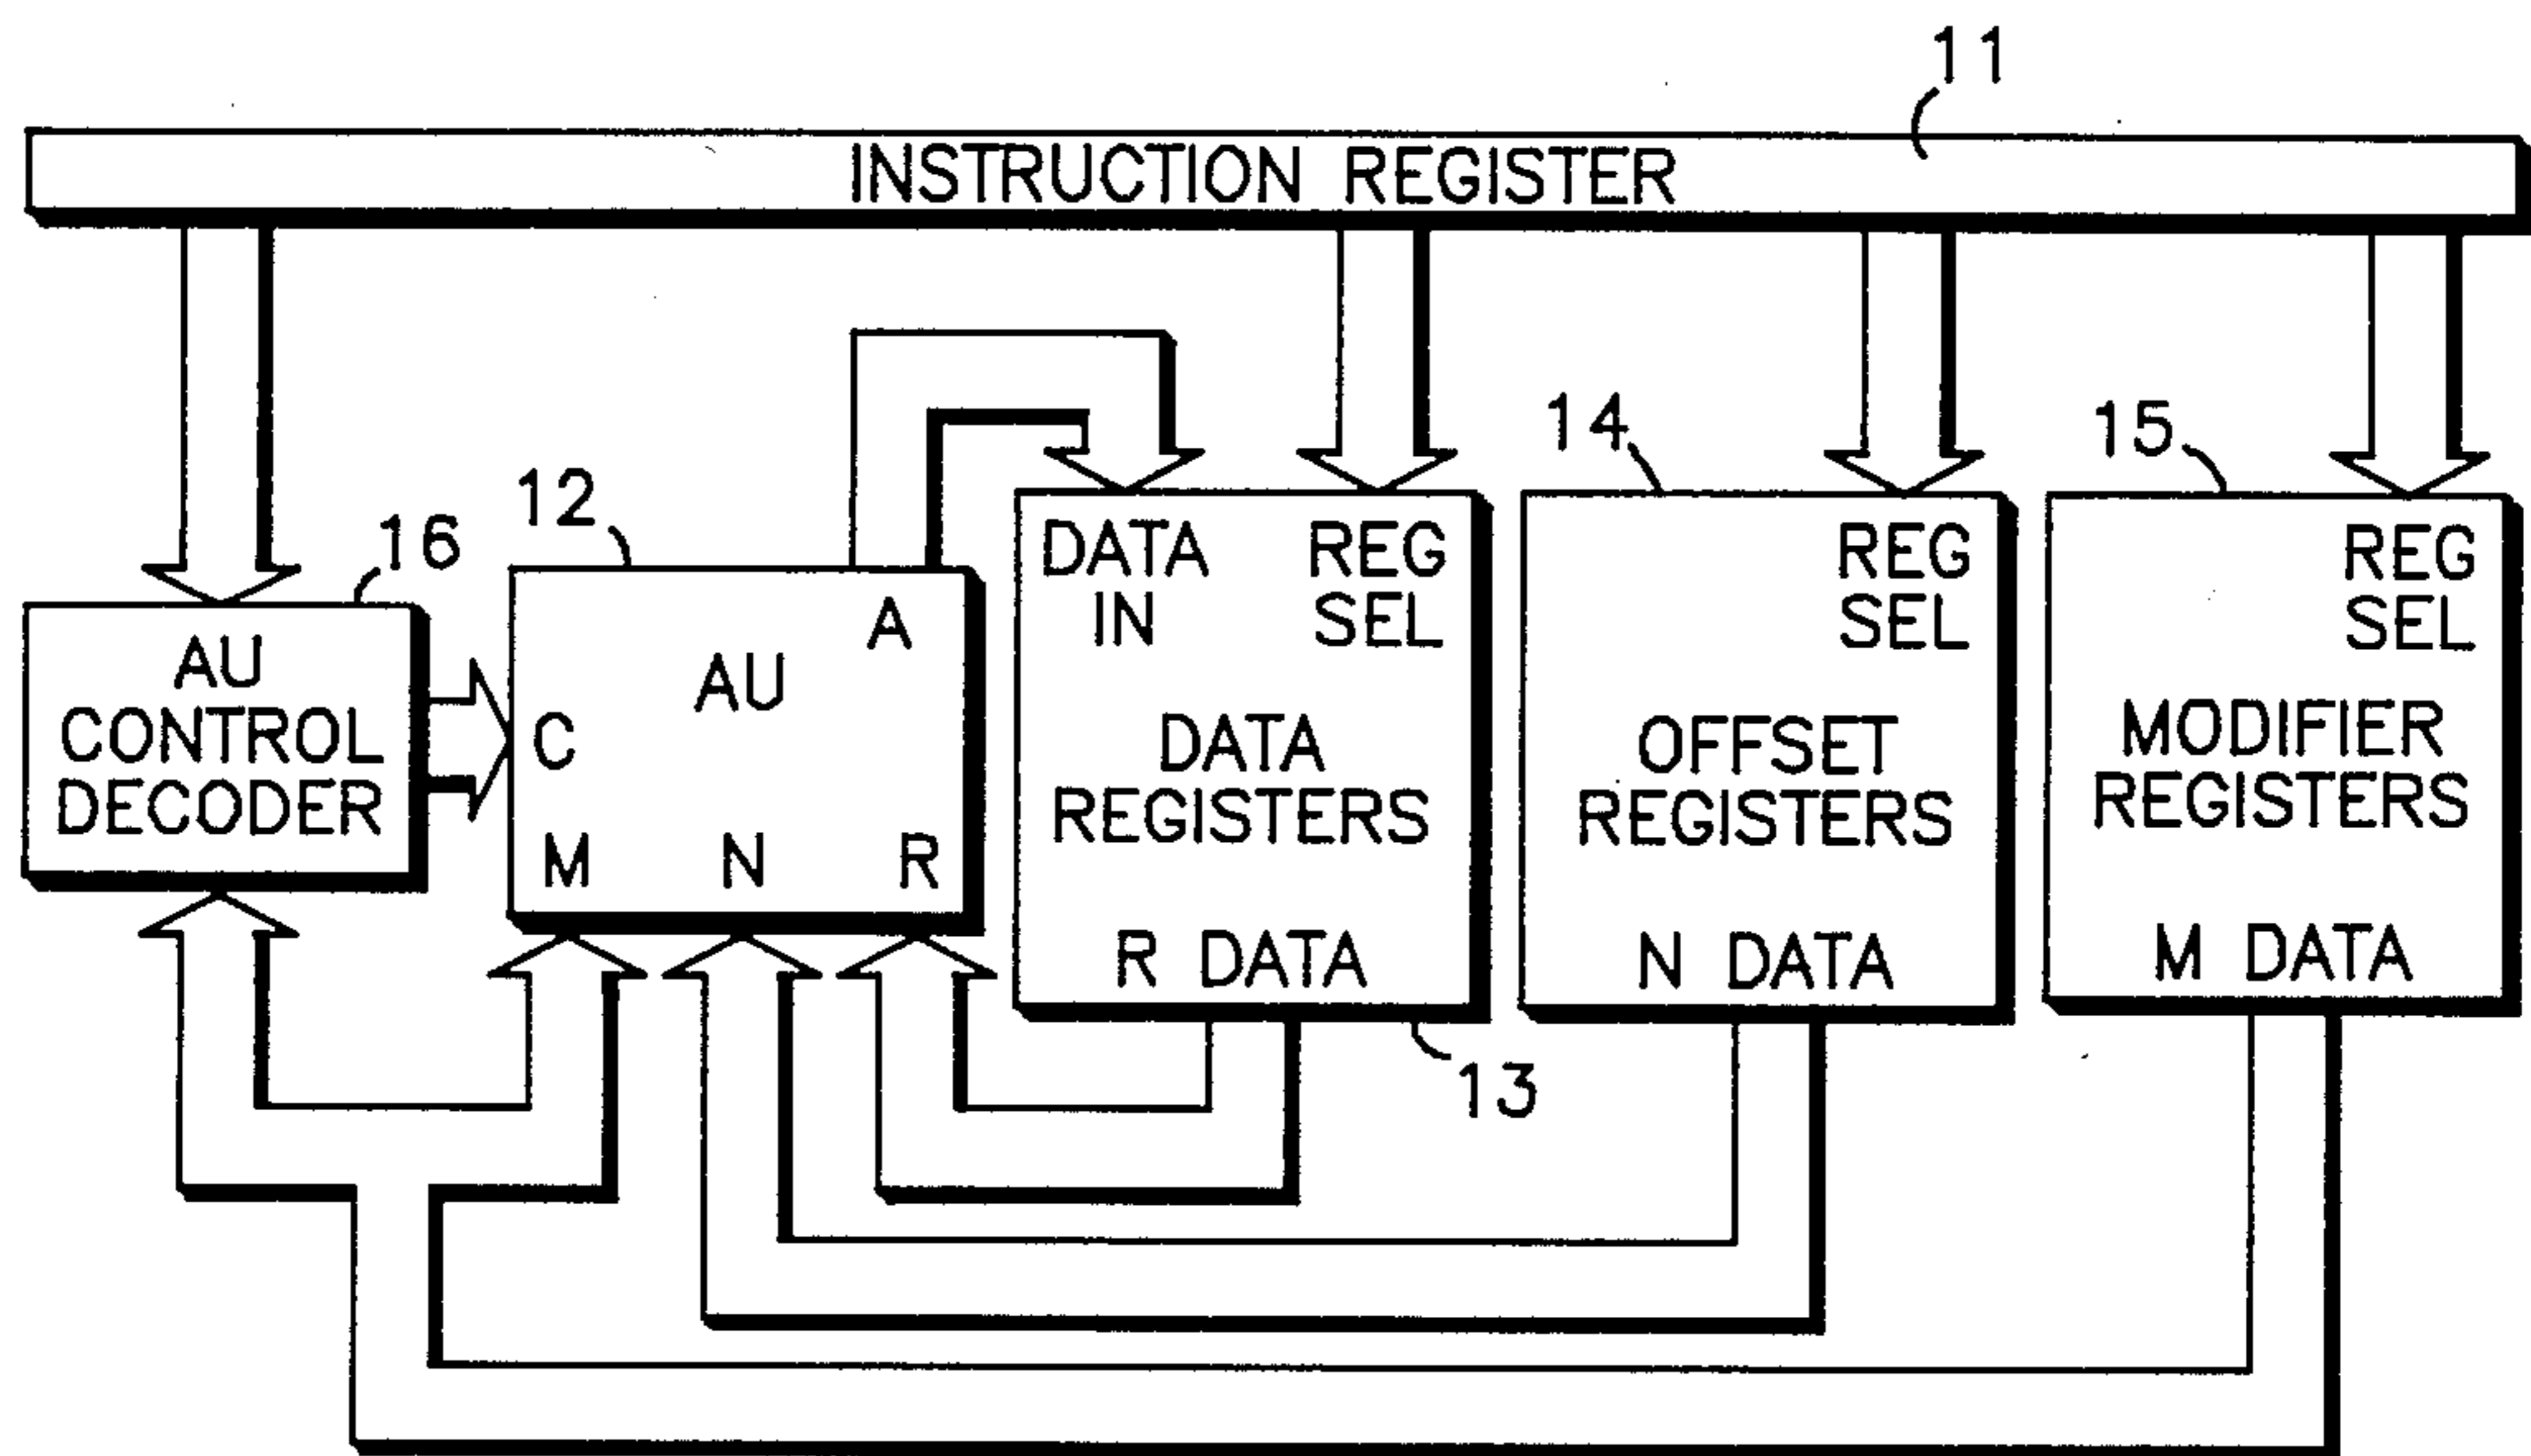 11
INSTRUCTION REGISTER
16
AU
CONTROL
DECODER
12
A
AU
C
M N R
DATA
IN
REG
SEL
DATA
REGISTERS
R DATA
13
14
REG
SEL
OFFSET
REGISTERS
N DATA
15
REG
SEL
MODIFIER
REGISTERS
M DATA